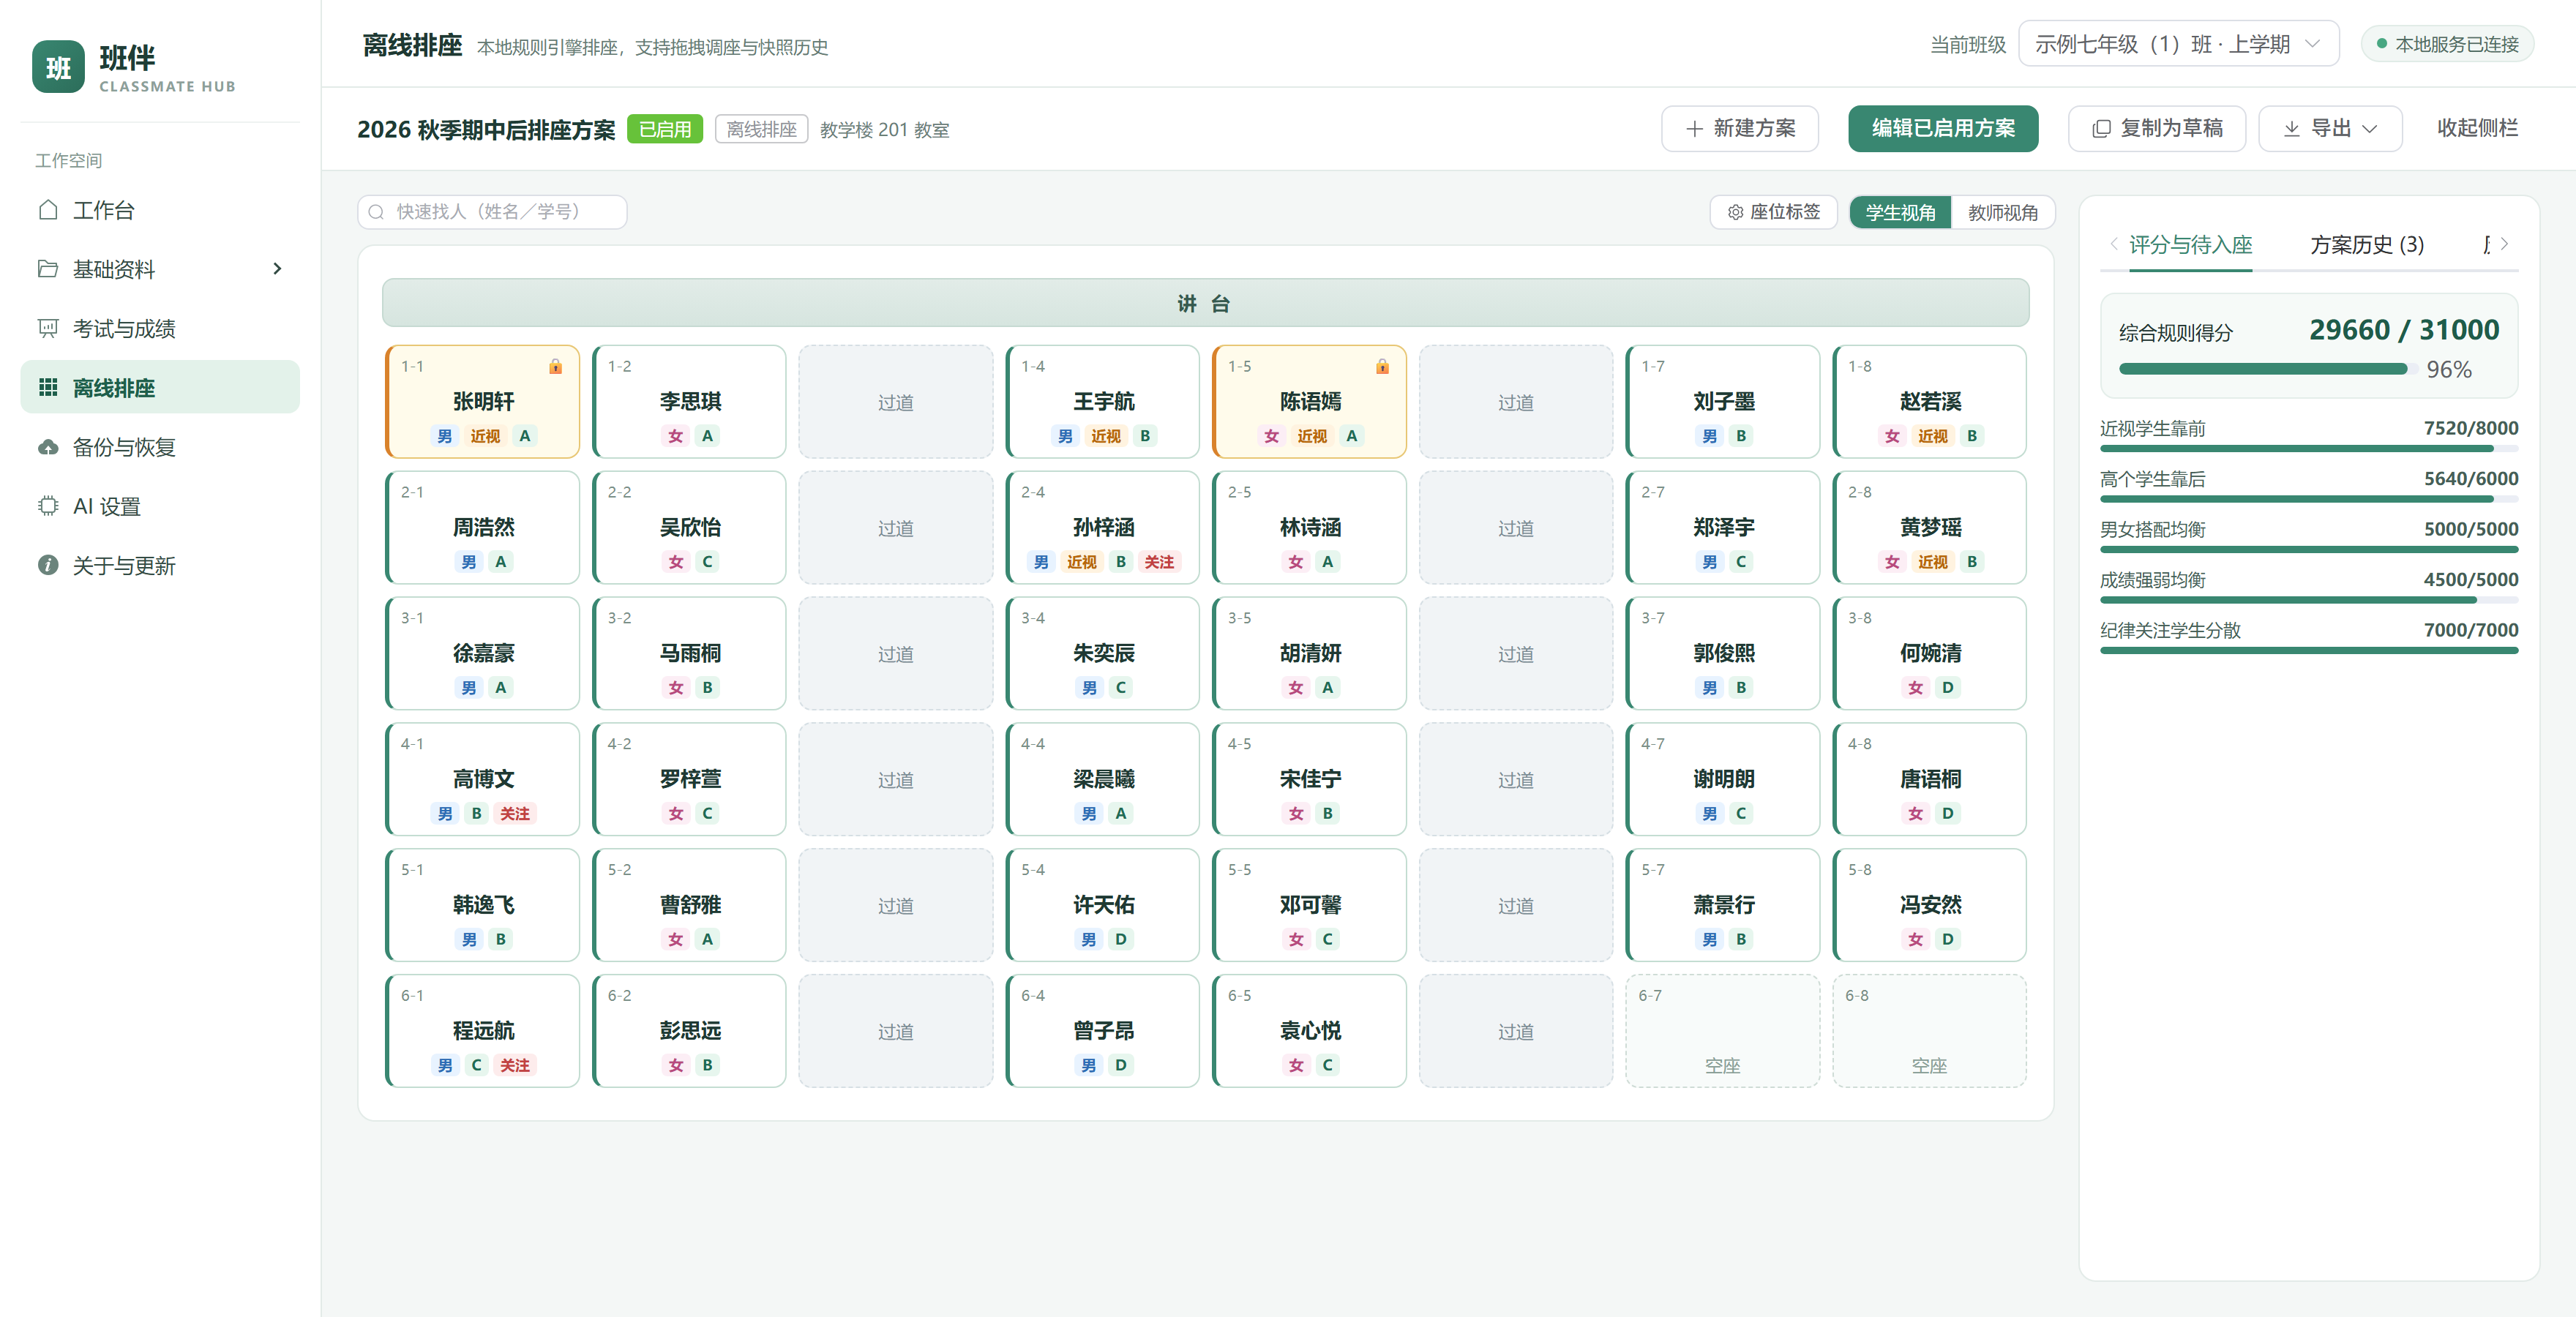 班
班伴
CLASSMATE HUB
工作空间
工作台
基础资料
考试与成绩
离线排座
备份与恢复
AI 设置
关于与更新
离线排座 本地规则引擎排座，支持拖拽调座与快照历史
当前班级 示例七年级（1）班 · 上学期 本地服务已连接
2026 秋季期中后排座方案 已启用 离线排座 教学楼 201 教室
新建方案 编辑已启用方案 复制为草稿 导出 收起侧栏
快速找人（姓名／学号） 座位标签 学生视角 教师视角
讲 台
1-1 1-2 1-4 1-5 1-7 1-8
张明轩 李思琪 过道 王宇航 陈语嫣 过道 刘子墨 赵若溪
男 近视 A 女 A 男 近视 B 女 近视 A 男 B 女 近视 B
2-1 2-2 2-4 2-5 2-7 2-8
周浩然 吴欣怡 过道 孙梓涵 林诗涵 过道 郑泽宇 黄梦瑶
男 A 女 C 男 近视 B 关注 女 A 男 C 女 近视 B
3-1 3-2 3-4 3-5 3-7 3-8
徐嘉豪 马雨桐 过道 朱奕辰 胡清妍 过道 郭俊熙 何婉清
男 A 女 B 男 C 女 A 男 B 女 D
4-1 4-2 4-4 4-5 4-7 4-8
高博文 罗梓萱 过道 梁晨曦 宋佳宁 过道 谢明朗 唐语桐
男 B 关注 女 C 男 A 女 B 男 C 女 D
5-1 5-2 5-4 5-5 5-7 5-8
韩逸飞 曹舒雅 过道 许天佑 邓可馨 过道 萧景行 冯安然
男 B 女 A 男 D 女 C 男 B 女 D
6-1 6-2 6-4 6-5 6-7 6-8
程远航 彭思远 过道 曾子昂 袁心悦 过道 空座 空座
男 C 关注 女 B 男 D 女 C
评分与待入座 方案历史 (3)
综合规则得分 29660 / 31000
96%
近视学生靠前 7520/8000
高个学生靠后 5640/6000
男女搭配均衡 5000/5000
成绩强弱均衡 4500/5000
纪律关注学生分散 7000/7000